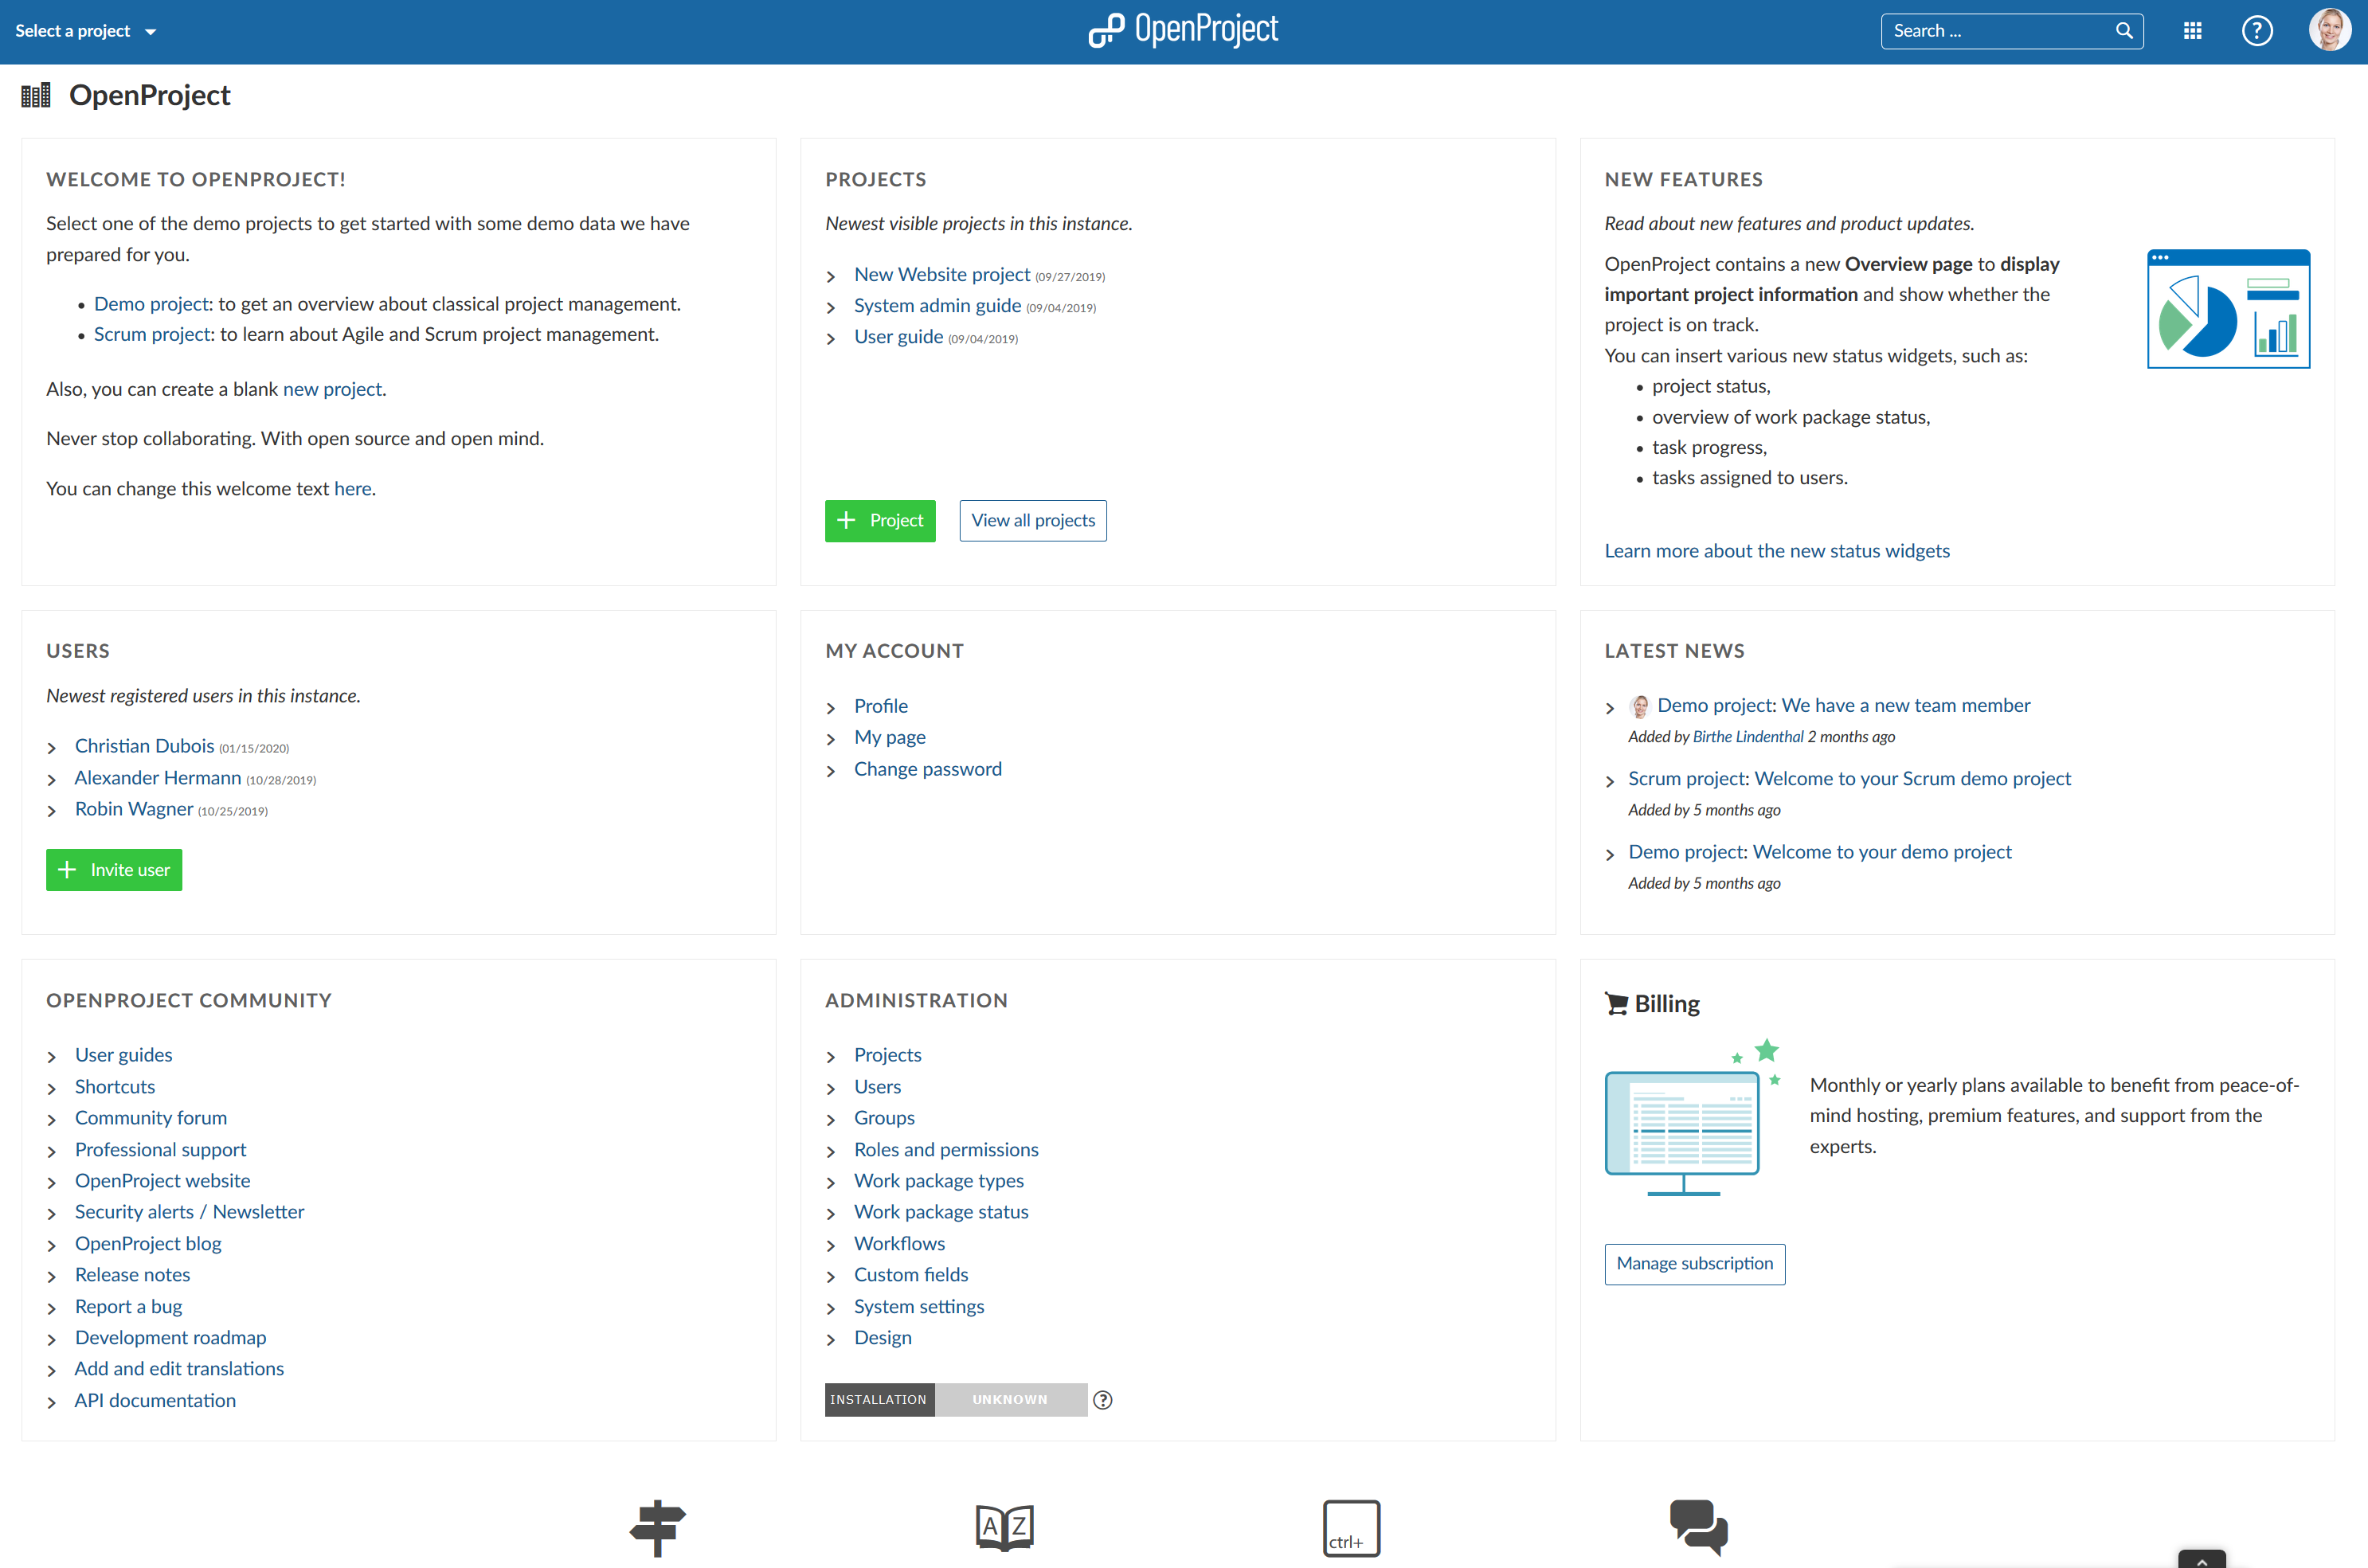 Select a project
OpenProject
Search ...
?
OpenProject
WELCOME TO OPENPROJECT!
Select one of the demo projects to get started with some demo data we have
prepared for you.
• Demo project: to get an overview about classical project management.
• Scrum project: to learn about Agile and Scrum project management.
Also, you can create a blank new project.
Never stop collaborating. With open source and open mind.
You can change this welcome text here.
PROJECTS
Newest visible projects in this instance.
New Website project (09/27/2019)
System admin guide (09/04/2019)
User guide (09/04/2019)
+ Project
View all projects
NEW FEATURES
Read about new features and product updates.
OpenProject contains a new Overview page to display
important project information and show whether the
project is on track.
You can insert various new status widgets, such as:
• project status,
• overview of work package status,
• task progress,
• tasks assigned to users.
Learn more about the new status widgets
USERS
Newest registered users in this instance.
Christian Dubois (01/15/2020)
Alexander Hermann (10/28/2019)
Robin Wagner (10/25/2019)
+ Invite user
MY ACCOUNT
Profile
My page
Change password
LATEST NEWS
Demo project: We have a new team member
Added by Birthe Lindenthal 2 months ago
Scrum project: Welcome to your Scrum demo project
Added by 5 months ago
Demo project: Welcome to your demo project
Added by 5 months ago
OPENPROJECT COMMUNITY
User guides
Shortcuts
Community forum
Professional support
OpenProject website
Security alerts / Newsletter
OpenProject blog
Release notes
Report a bug
Development roadmap
Add and edit translations
API documentation
ADMINISTRATION
Projects
Users
Groups
Roles and permissions
Work package types
Work package status
Workflows
Custom fields
System settings
Design
INSTALLATION UNKNOWN ?
Billing
Monthly or yearly plans available to benefit from peace-of-
mind hosting, premium features, and support from the
experts.
Manage subscription
A Z
ctrl+